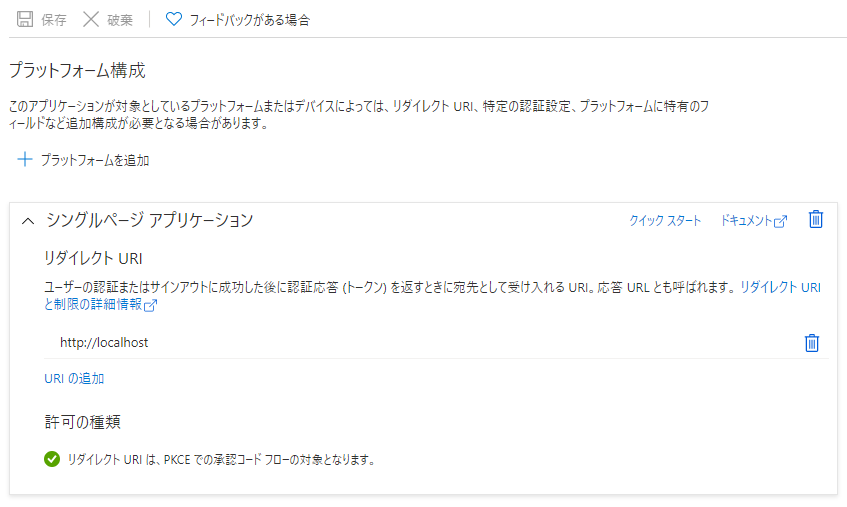 保存 破棄 フィードバックがある場合
プラットフォーム構成
このアプリケーションが対象としているプラットフォームまたはデバイスによっては、リダイレクト URI、特定の認証設定、プラットフォームに特有のフ
ィールドなど追加構成が必要となる場合があります。
プラットフォームを追加
シングルページ アプリケーション クイック スタート ドキュメント
リダイレクト URI
ユーザーの認証またはサインアウトに成功した後に認証応答 (トークン) を返すときに宛先として受け入れる URI。応答 URL とも呼ばれます。 リダイレクト URI
と制限の詳細情報
http://localhost
URI の追加
許可の種類
リダイレクト URI は、PKCE での承認コード フローの対象となります。